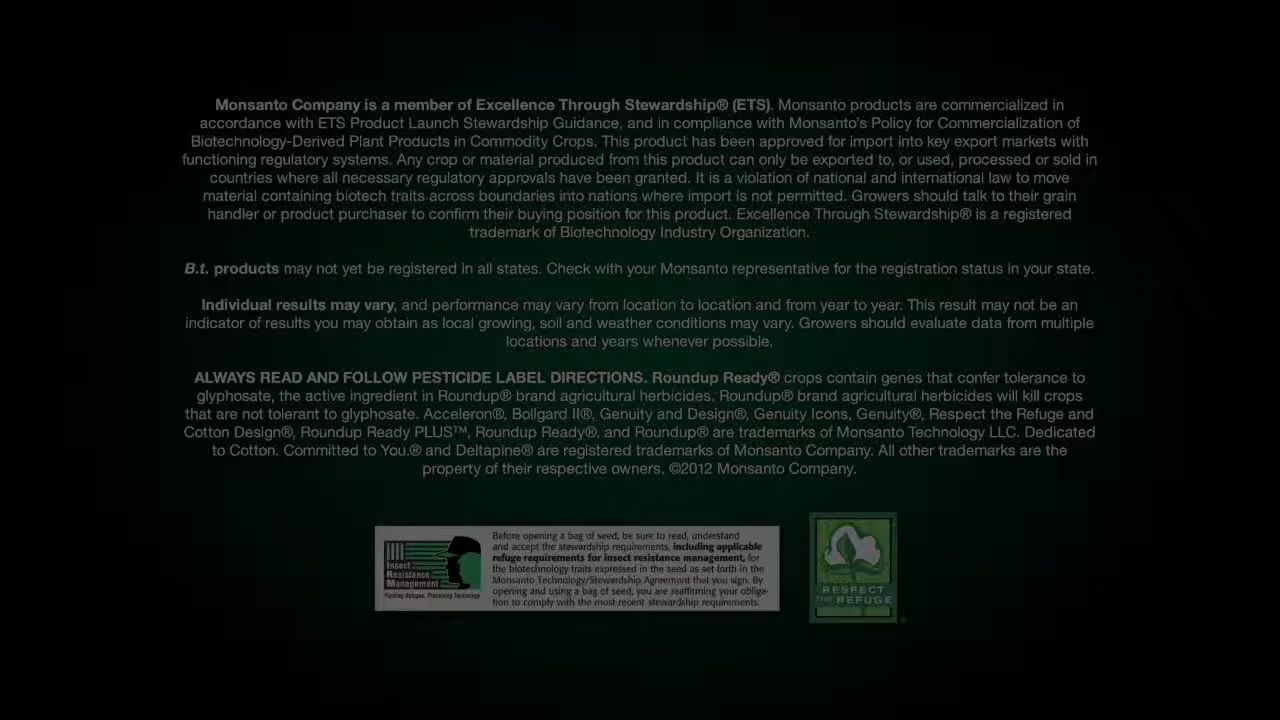 Monsanto Company is a member of Excellence Through Stewardship® (ETS). Monsanto products are commercialized in
accordance with ETS Product Launch Stewardship Guidance, and in compliance with Monsanto's Policy for Commercialization of
Biotechnology-Derived Plant Products in Commodity Crops. This product has been approved for import into key export markets with
functioning regulatory systems. Any crop or material produced from this product can only be exported to, or used, processed or sold in
countries where all necessary regulatory approvals have been granted. It is a violation of national and international law to move
material containing biotech traits across boundaries into nations where import is not permitted. Growers should talk to their grain
handler or product purchaser to confirm their buying position for this product. Excellence Through Stewardship® is a registered
trademark of Biotechnology Industry Organization.
B.t. products may not yet be registered in all states. Check with your Monsanto representative for the registration status in your state.
Individual results may vary, and performance may vary from location to location and from year to year. This result may not be an
indicator of results you may obtain as local growing, soil and weather conditions may vary. Growers should evaluate data from multiple
locations and years whenever possible.
ALWAYS READ AND FOLLOW PESTICIDE LABEL DIRECTIONS. Roundup Ready® crops contain genes that confer tolerance to
glyphosate, the active ingredient in Roundup® brand agricultural herbicides. Roundup® brand agricultural herbicides will kill crops
that are not tolerant to glyphosate. Acceleron®, Bollgard II®, Genuity and Design®, Genuity Icons, Genuity®, Respect the Refuge and
Cotton Design®, Roundup Ready PLUS™, Roundup Ready®, and Roundup® are trademarks of Monsanto Technology LLC. Dedicated
to Cotton. Committed to You.® and Deltapine® are registered trademarks of Monsanto Company. All other trademarks are the
property of their respective owners. ©2012 Monsanto Company.
Insect
Resistance
Management
Planting Refuges, Preserving Technology
Before opening a bag of seed, be sure to read, understand
and accept the stewardship requirements, including applicable
refuge requirements for insect resistance management, for
the biotechnology traits expressed in the seed as set forth in the
Monsanto Technology/Stewardship Agreement that you sign. By
opening and using a bag of seed, you are reaffirming your obliga-
tion to comply with the most recent stewardship requirements.
RESPECT
THE REFUGE
®